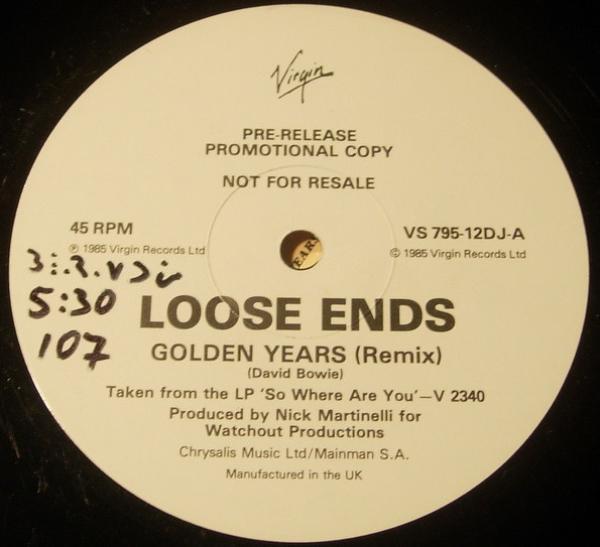 Virgin
PRE-RELEASE
PROMOTIONAL COPY
NOT FOR RESALE
45 RPM
℗ 1985 Virgin Records Ltd
VS 795-12DJ-A
© 1985 Virgin Records Ltd
5:30
107
LOOSE ENDS
GOLDEN YEARS (Remix)
(David Bowie)
Taken from the LP 'So Where Are You'—V 2340
Produced by Nick Martinelli for
Watchout Productions
Chrysalis Music Ltd/Mainman S.A.
Manufactured in the UK